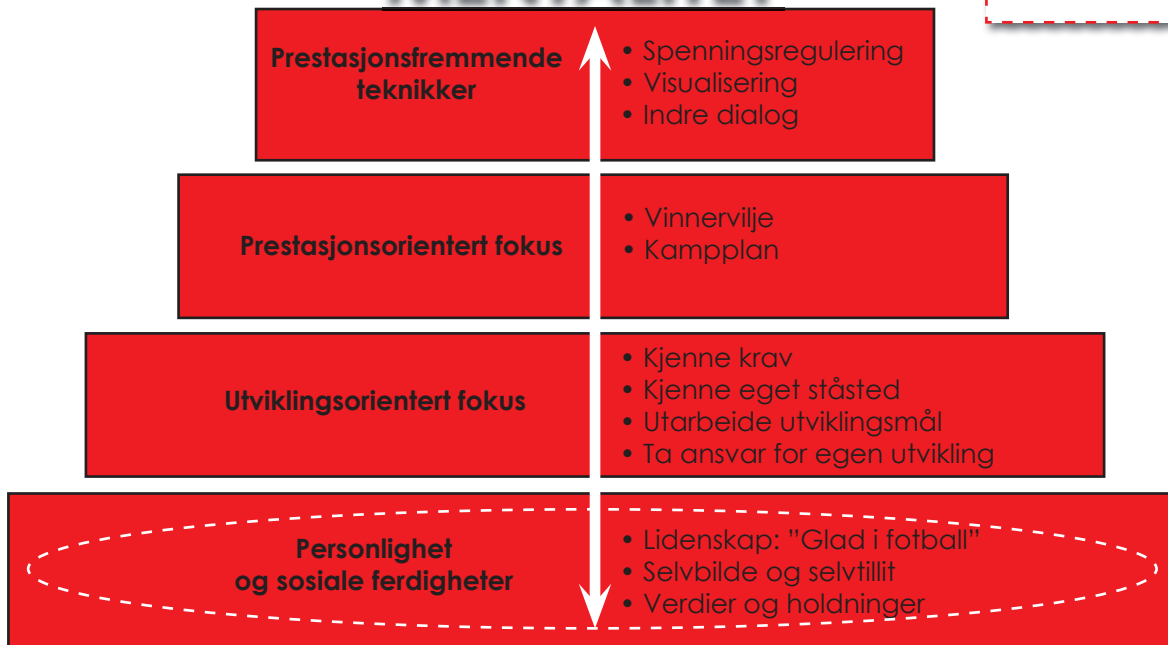 Prestasjonsfremmende
teknikker
• Spenningsregulering
• Visualisering
• Indre dialog
Prestasjonsorientert fokus
• Vinnervilje
• Kampplan
Utviklingsorientert fokus
• Kjenne krav
• Kjenne eget ståsted
• Utarbeide utviklingsmål
• Ta ansvar for egen utvikling
Personlighet
og sosiale ferdigheter
• Lidenskap: ”Glad i fotball”
• Selvbilde og selvtillit
• Verdier og holdninger